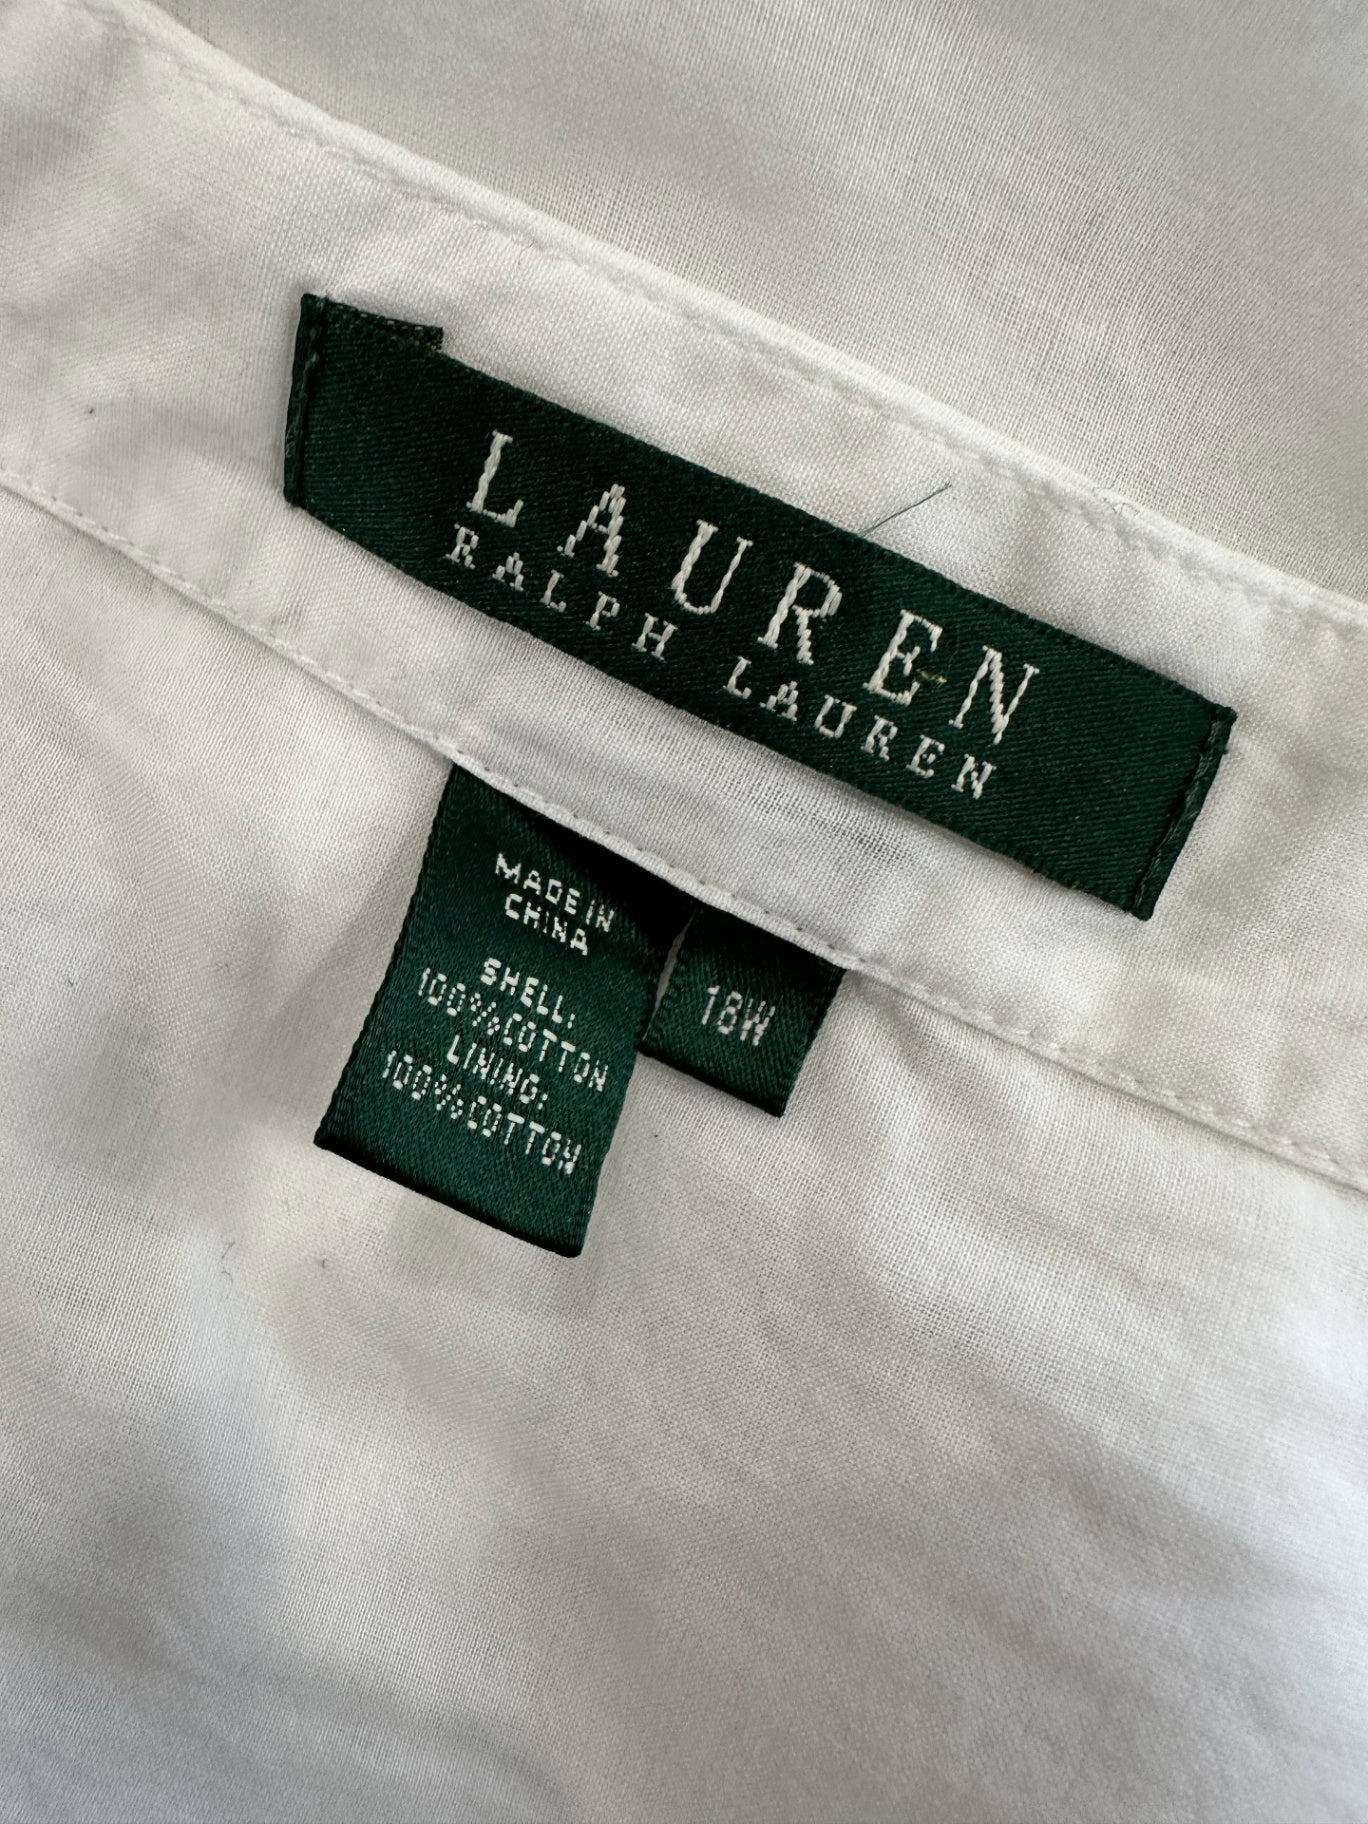 LAUREN
RALPH LAUREN
MADE IN
CHINA
SHELL:
100% COTTON
LINING:
100% COTTON
18W